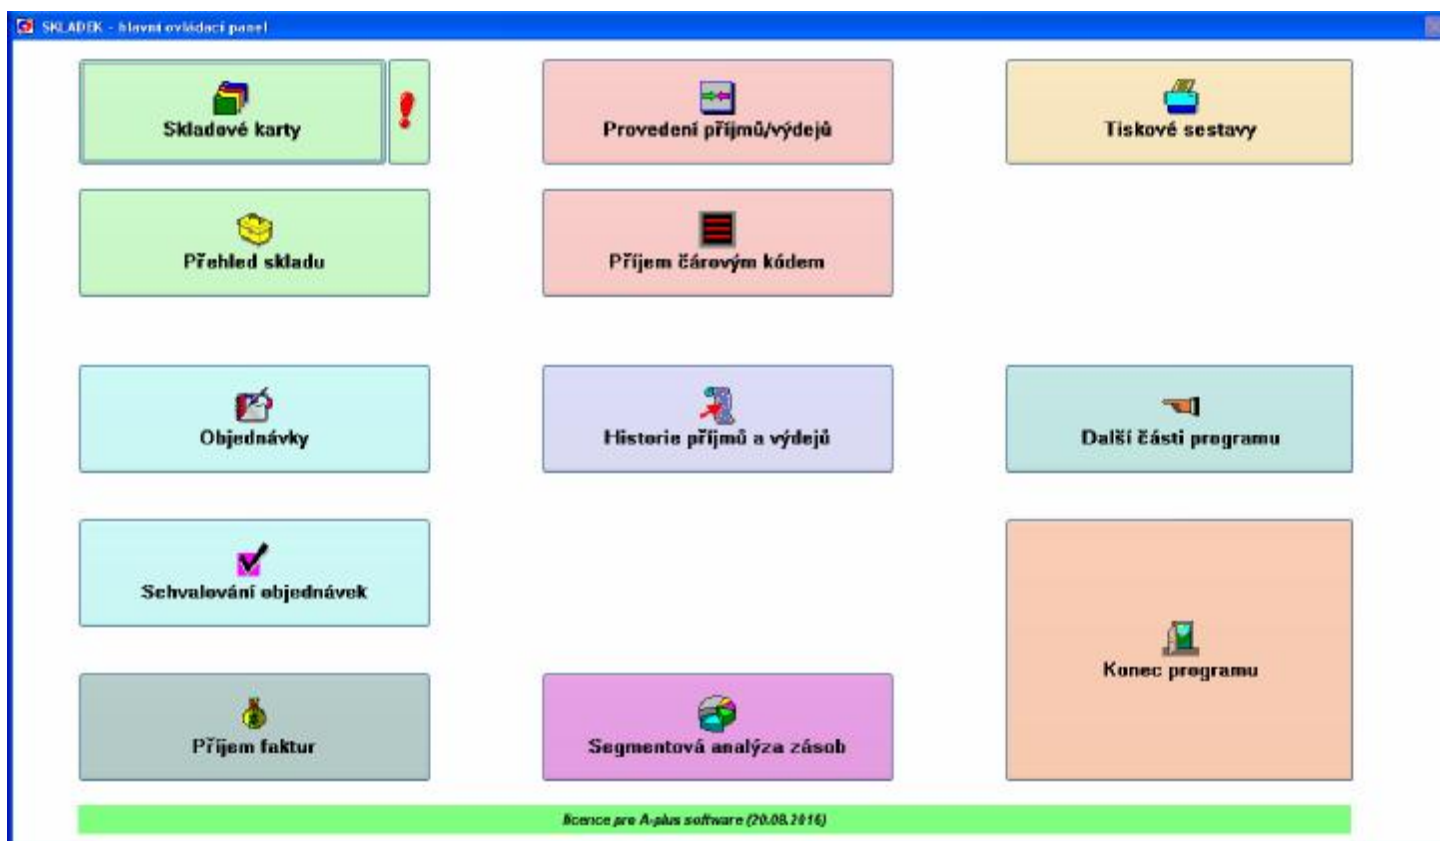 SKLADEK - hlavní ovládací panel
Skladové karty
Provedení příjmů/výdejů
Tiskové sestavy
Přehled skladu
Příjem čárovým kódem
Objednávky
Historie příjmů a výdejů
Další části programu
Schvalování objednávek
Konec programu
Příjem faktur
Segmentová analýza zásob
licence pro A-plus software (20.08.2016)